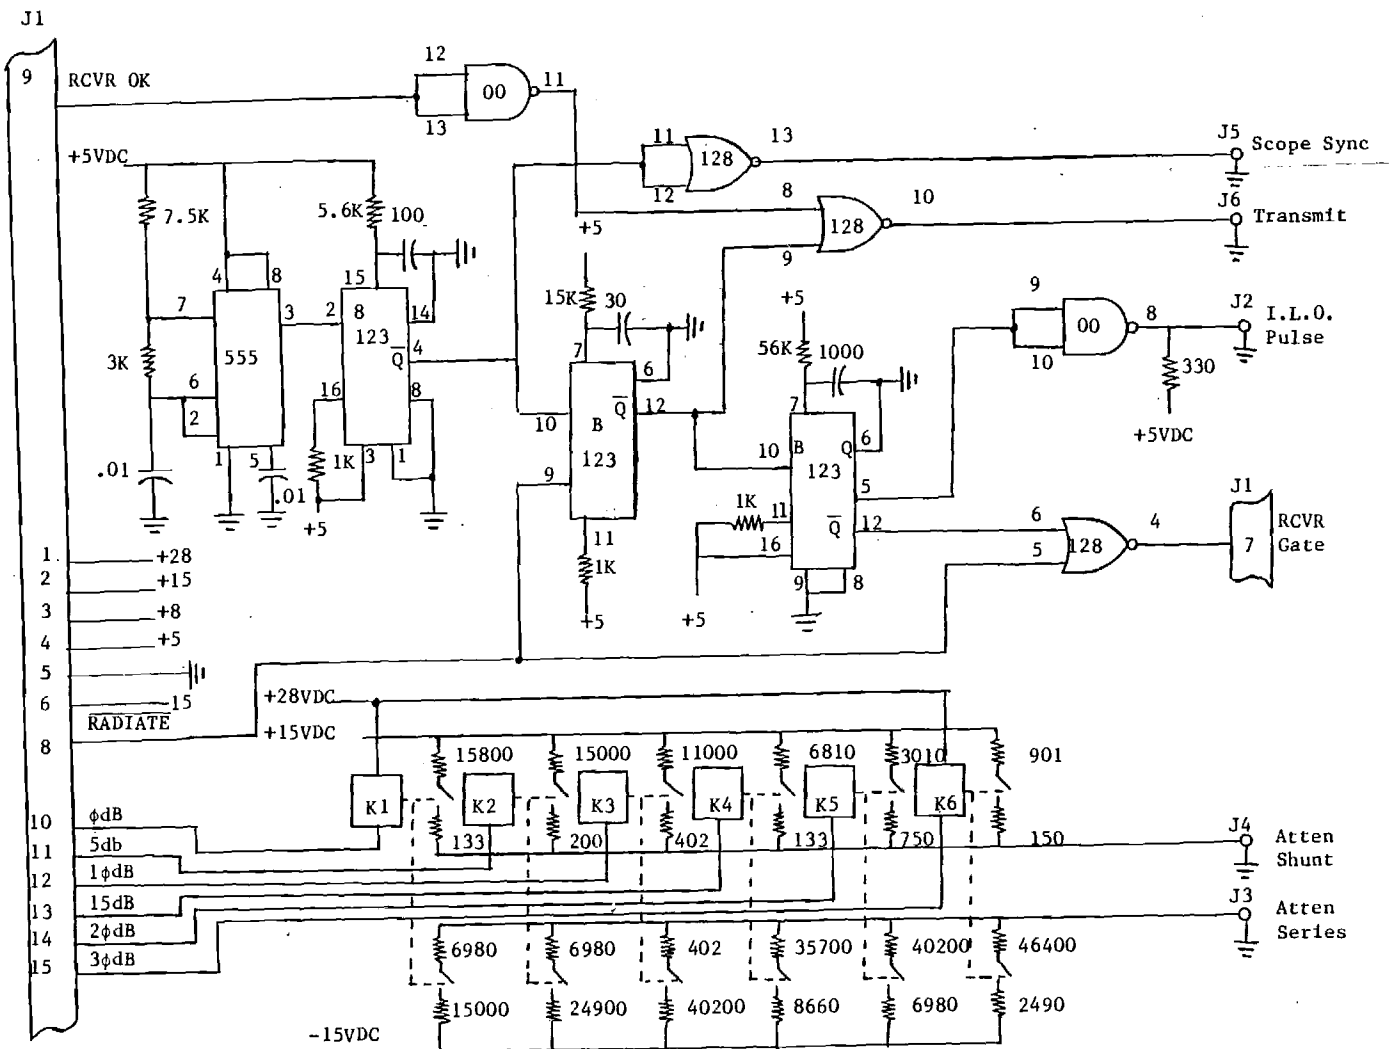 J1
9 RCVR OK
12
13
00
11
+5VDC
7.5K
5.6K
100
11
12
128
13
J5
Scope Sync
8
9
128
10
J6
Transmit
+5
4
8
7
3K
6
2
555
3
1
5
.01
.01
15
2
8
123
14
Q
4
16
8
1K
3
1
+5
15K
30
7
6
10
B
Q
12
123
9
11
1K
+5
+5
56K
1000
7
10
B
Q
6
123
5
1K
11
Q
12
16
9
8
+5
9
10
00
8
J2
I.L.O.
Pulse
330
+5VDC
6
5
128
4
J1
7
RCVR
Gate
1. +28
2 +15
3 +8
4 +5
5
6 -15
RADIATE
8
+28VDC
+15VDC
15800
15000
11000
6810
3010
901
K1
K2
K3
K4
K5
K6
133
200
402
133
750
150
J4
Atten
Shunt
10 ϕdB
11 5db
12 1ϕdB
13 15dB
14 2ϕdB
15 3ϕdB
J3
Atren
Series
6980
6980
402
35700
40200
46400
15000
24900
40200
8660
6980
2490
-15VDC